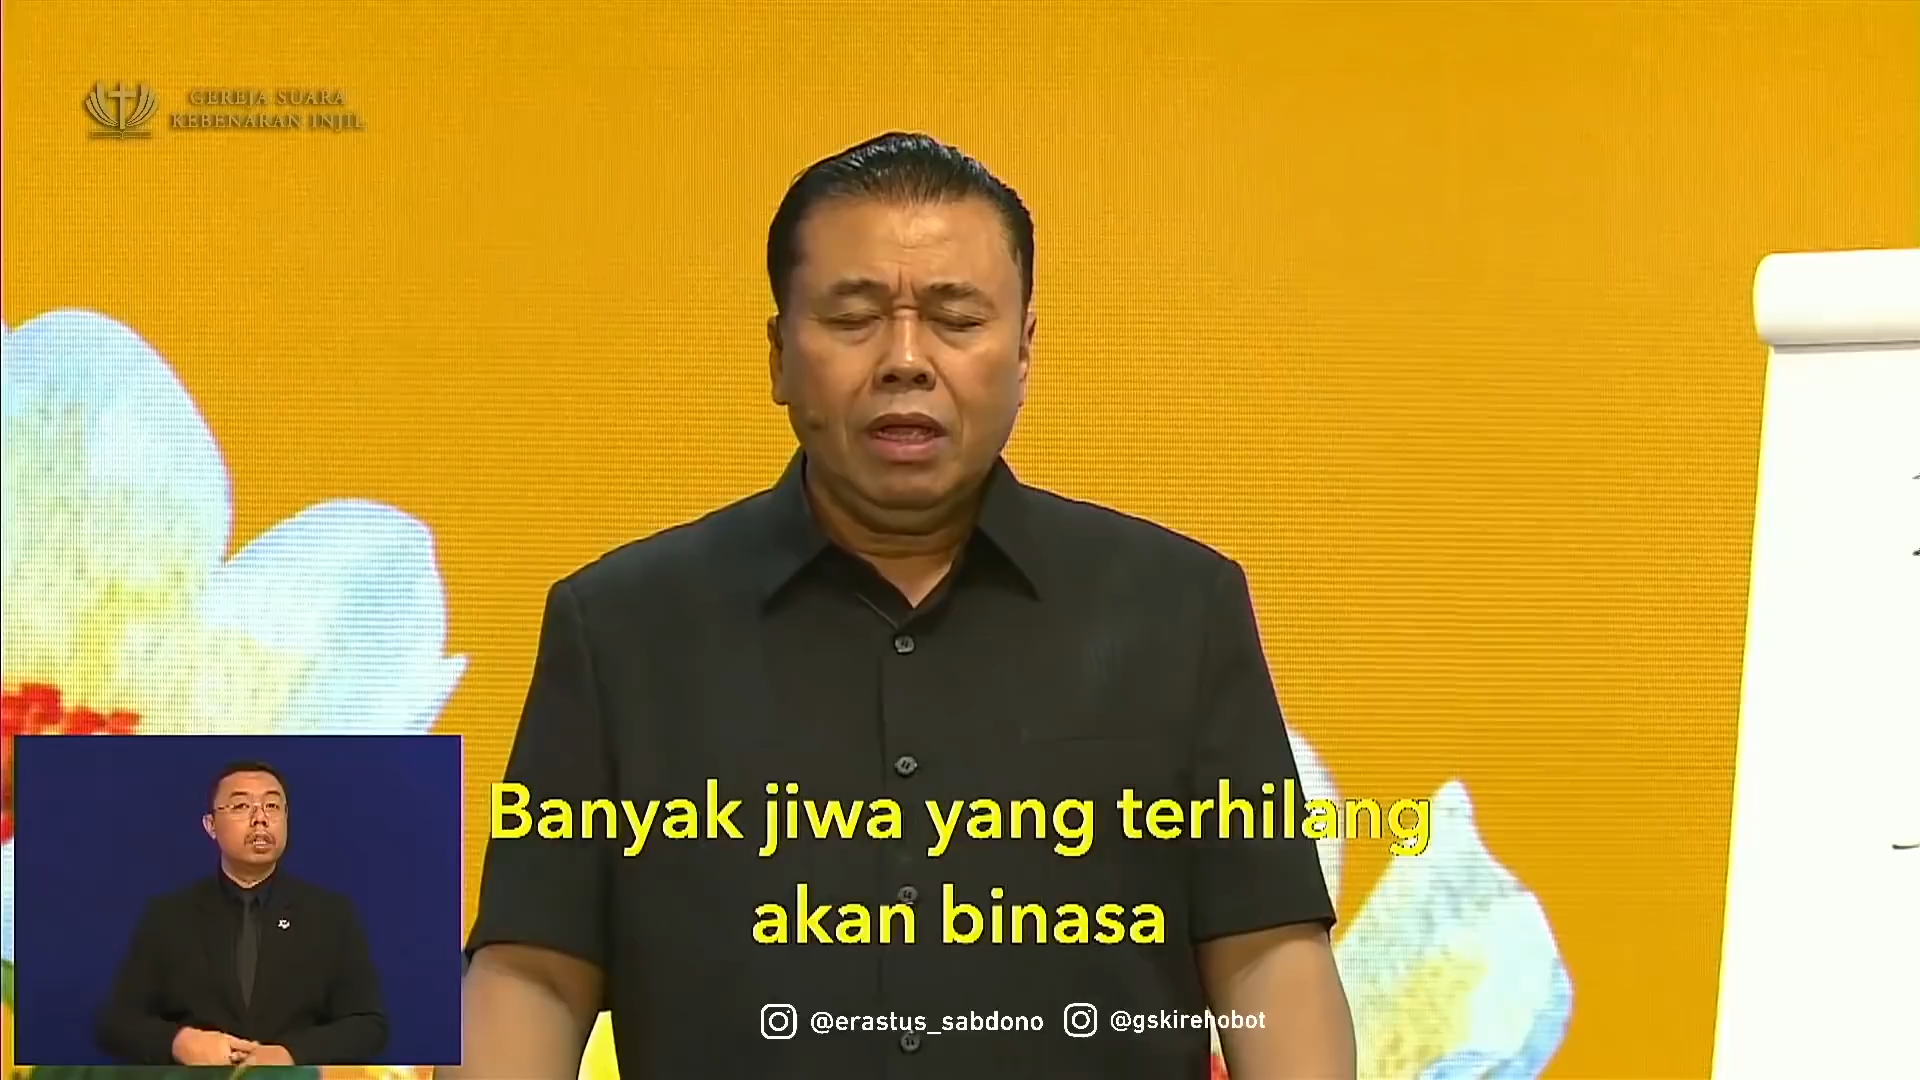 GEREJA SUARA
KEBENARAN INJIL
Banyak jiwa yang terhilang
akan binasa
@erastus_sabdono @gskirehobot